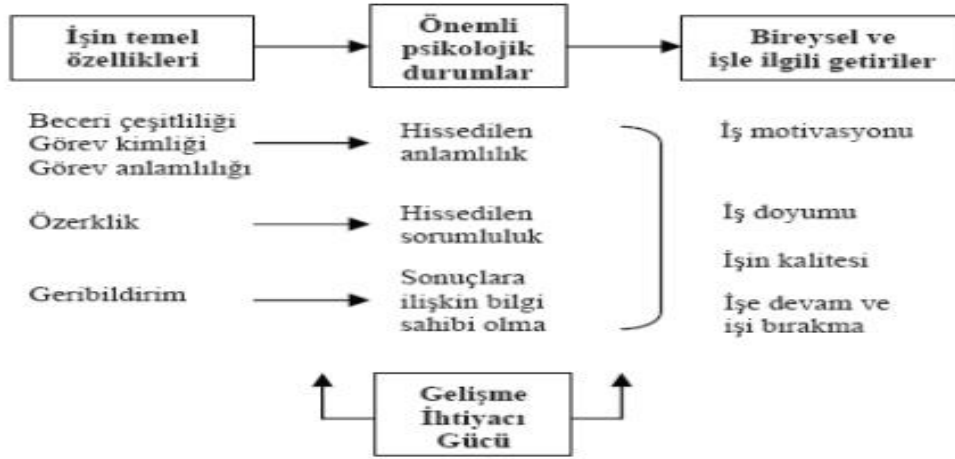 İşin temel
özellikleri
Önemli
psikolojik
durumlar
Bireysel ve
işle ilgili getiriler
Beceri çeşitliliği
Görev kimliği
Görev anlamlılığı
Hissedilen
anlamlılık
İş motivasyonu
Özerklik
Hissedilen
sorumluluk
İş doyumu
İşin kalitesi
Geribildirim
Sonuçlara
ilişkin bilgi
sahibi olma
İşe devam ve
işi bırakma
Gelişme
İhtiyacı
Gücü